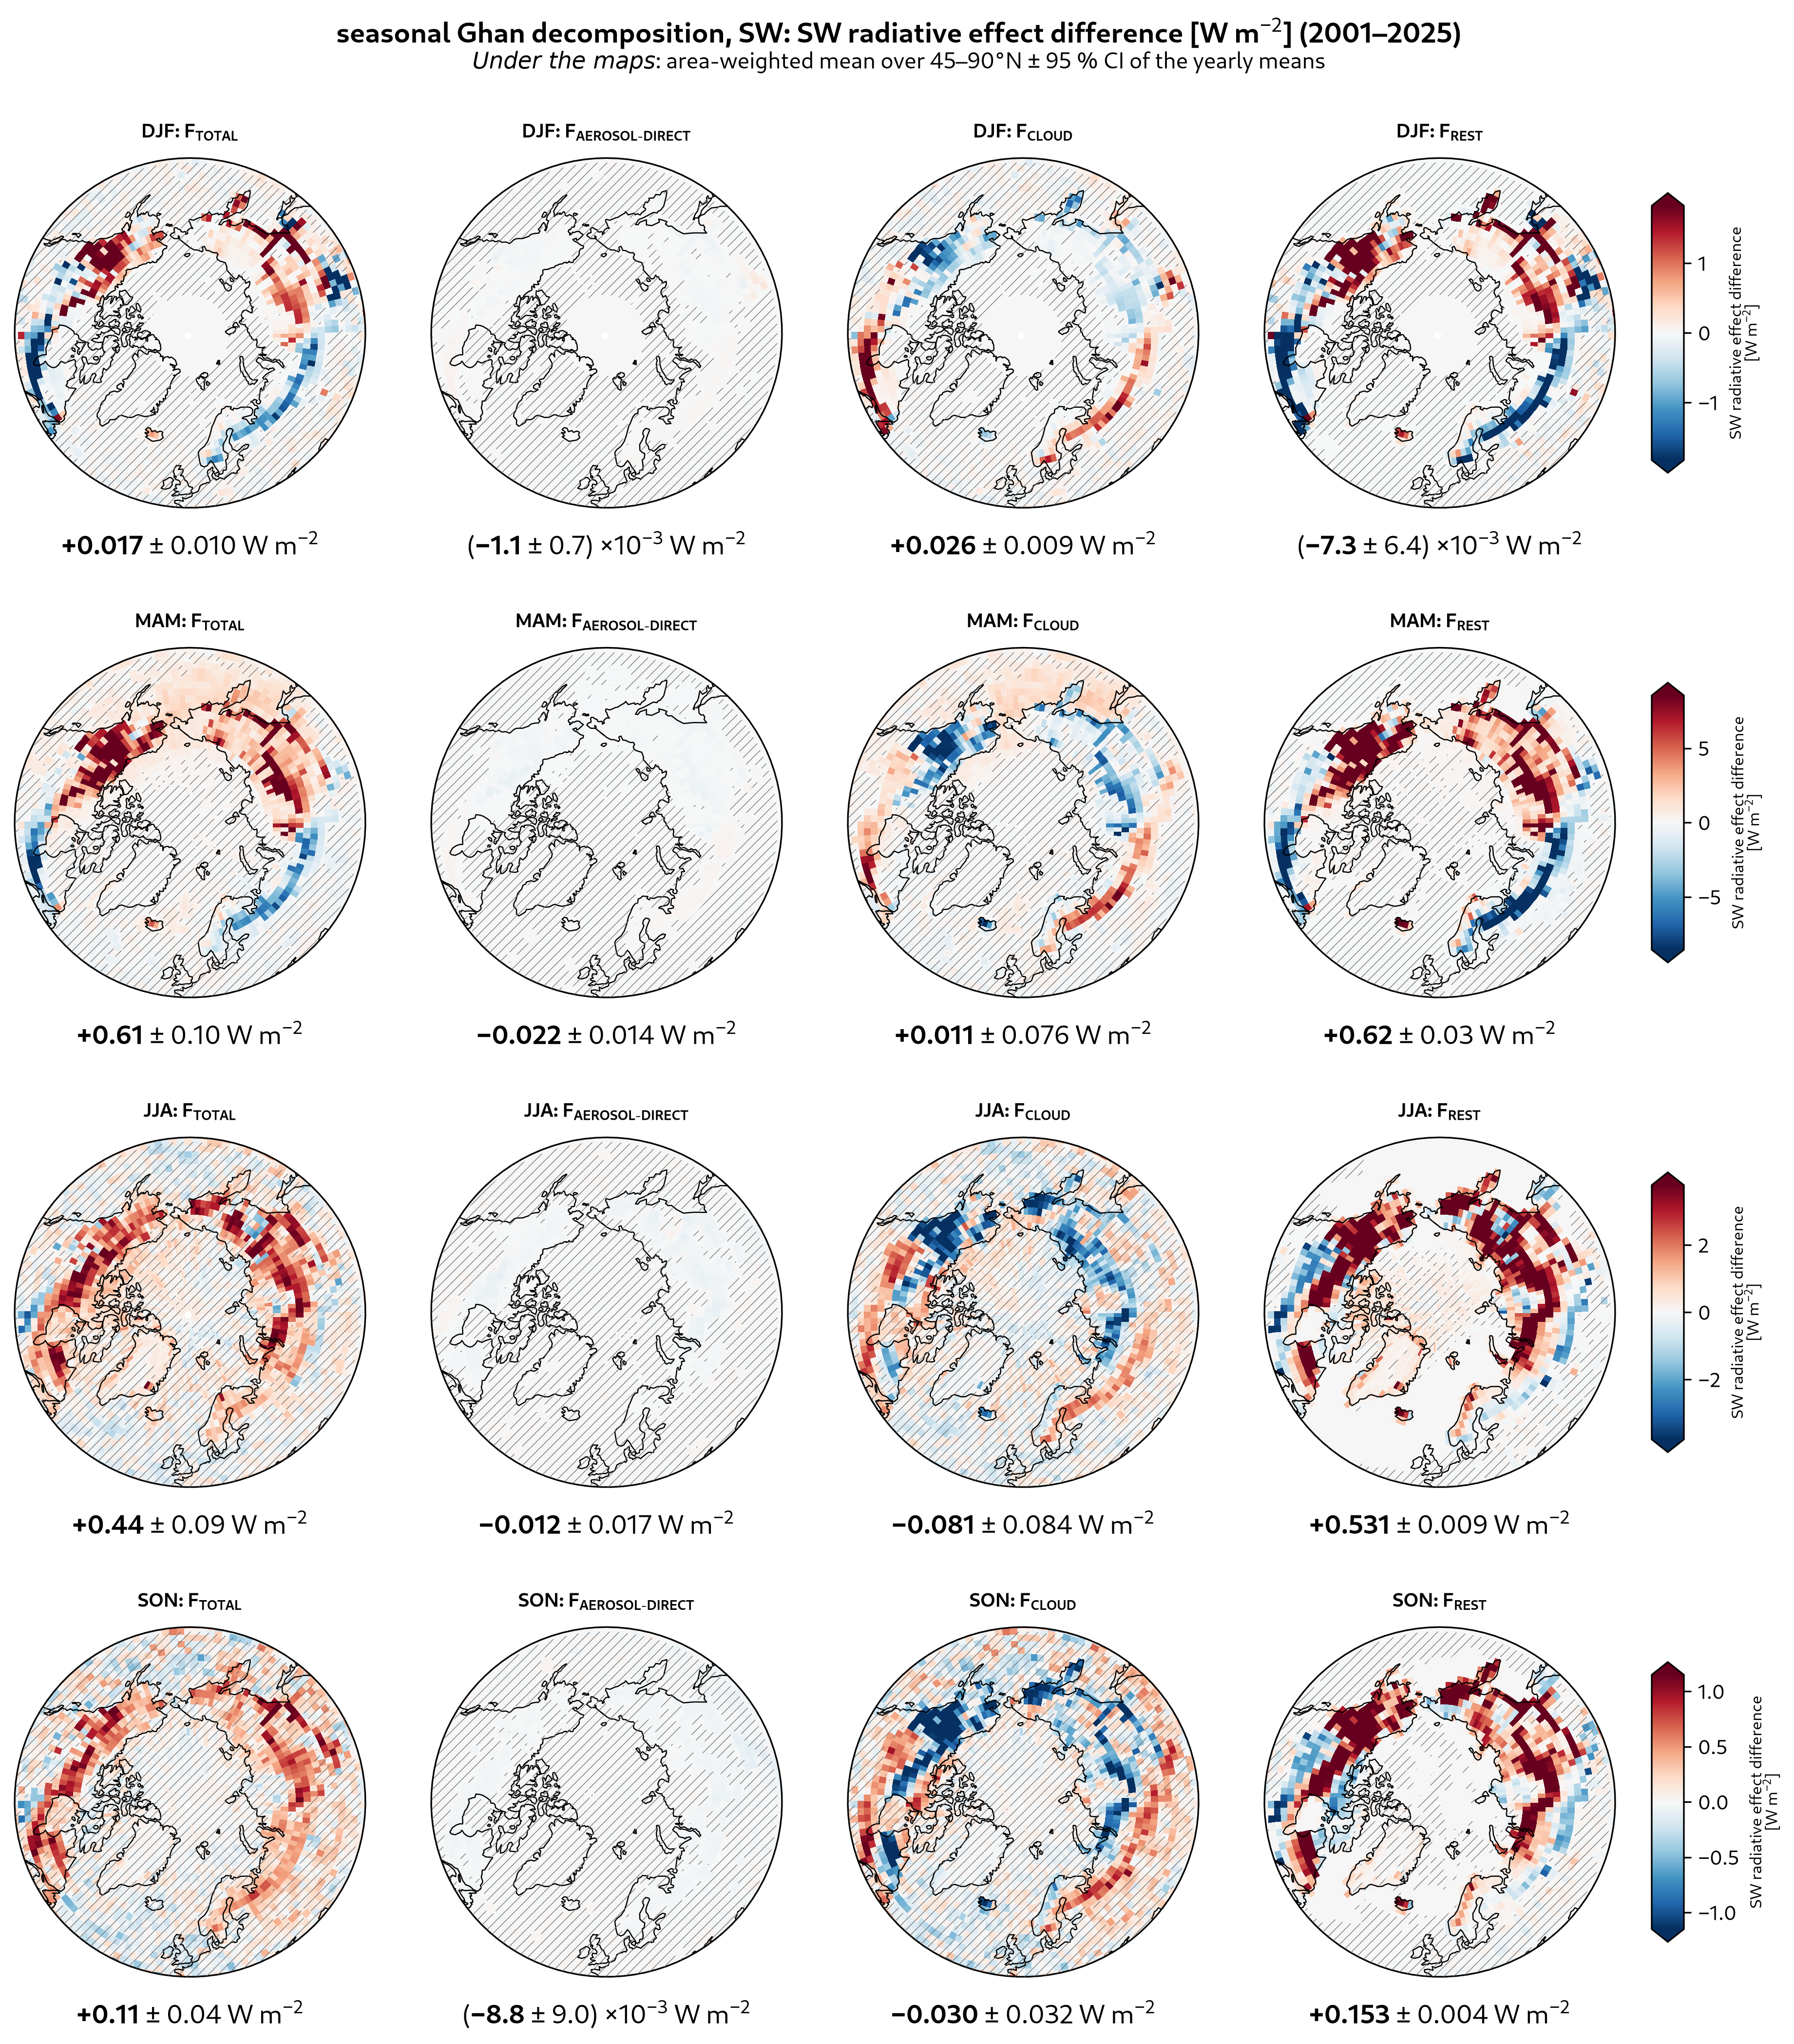 seasonal Ghan decomposition, SW: SW radiative effect difference [W m⁻²] (2001–2025)
Under the maps: area-weighted mean over 45–90°N ± 95 % CI of the yearly means
DJF: F_TOTAL
DJF: F_AEROSOL-DIRECT
DJF: F_CLOUD
DJF: F_REST
1
0
−1
SW radiative effect difference
[W m⁻²]
+0.017 ± 0.010 W m⁻²
(−1.1 ± 0.7) ×10⁻³ W m⁻²
+0.026 ± 0.009 W m⁻²
(−7.3 ± 6.4) ×10⁻³ W m⁻²
MAM: F_TOTAL
MAM: F_AEROSOL-DIRECT
MAM: F_CLOUD
MAM: F_REST
5
0
−5
SW radiative effect difference
[W m⁻²]
+0.61 ± 0.10 W m⁻²
−0.022 ± 0.014 W m⁻²
+0.011 ± 0.076 W m⁻²
+0.62 ± 0.03 W m⁻²
JJA: F_TOTAL
JJA: F_AEROSOL-DIRECT
JJA: F_CLOUD
JJA: F_REST
2
0
−2
SW radiative effect difference
[W m⁻²]
+0.44 ± 0.09 W m⁻²
−0.012 ± 0.017 W m⁻²
−0.081 ± 0.084 W m⁻²
+0.531 ± 0.009 W m⁻²
SON: F_TOTAL
SON: F_AEROSOL-DIRECT
SON: F_CLOUD
SON: F_REST
1.0
0.5
0.0
−0.5
−1.0
SW radiative effect difference
[W m⁻²]
+0.11 ± 0.04 W m⁻²
(−8.8 ± 9.0) ×10⁻³ W m⁻²
−0.030 ± 0.032 W m⁻²
+0.153 ± 0.004 W m⁻²